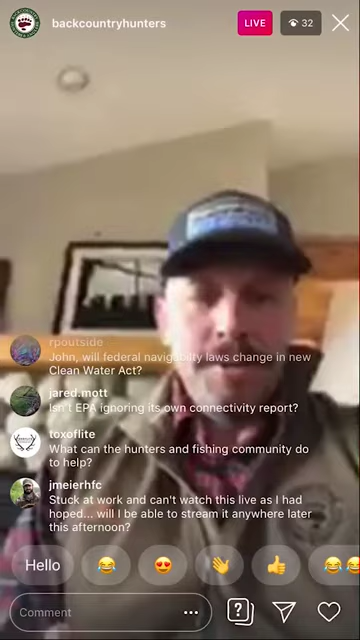 backcountryhunters
LIVE
32
rpoutside
John, will federal navigability laws change in new
Clean Water Act?
jared.mott
Isn't EPA ignoring its own connectivity report?
toxoflite
What can the hunters and fishing community do
to help?
jmeierhfc
Stuck at work and can't watch this live as I had
hoped... will I be able to stream it anywhere later
this afternoon?
Hello
Comment